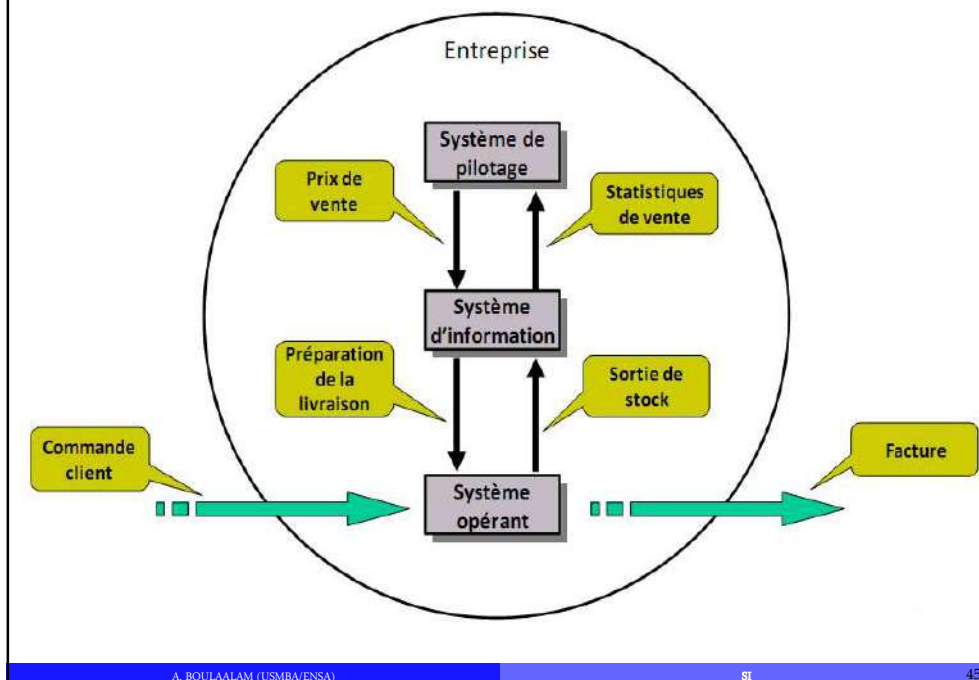 Entreprise
Système de
pilotage
Prix de
vente
Statistiques
de vente
Système
d'information
Préparation
de la
livraison
Sortie de
stock
Commande
client
Facture
Système
opérant
A. BOULAALAM (USMBA/ENSA)
SI
45